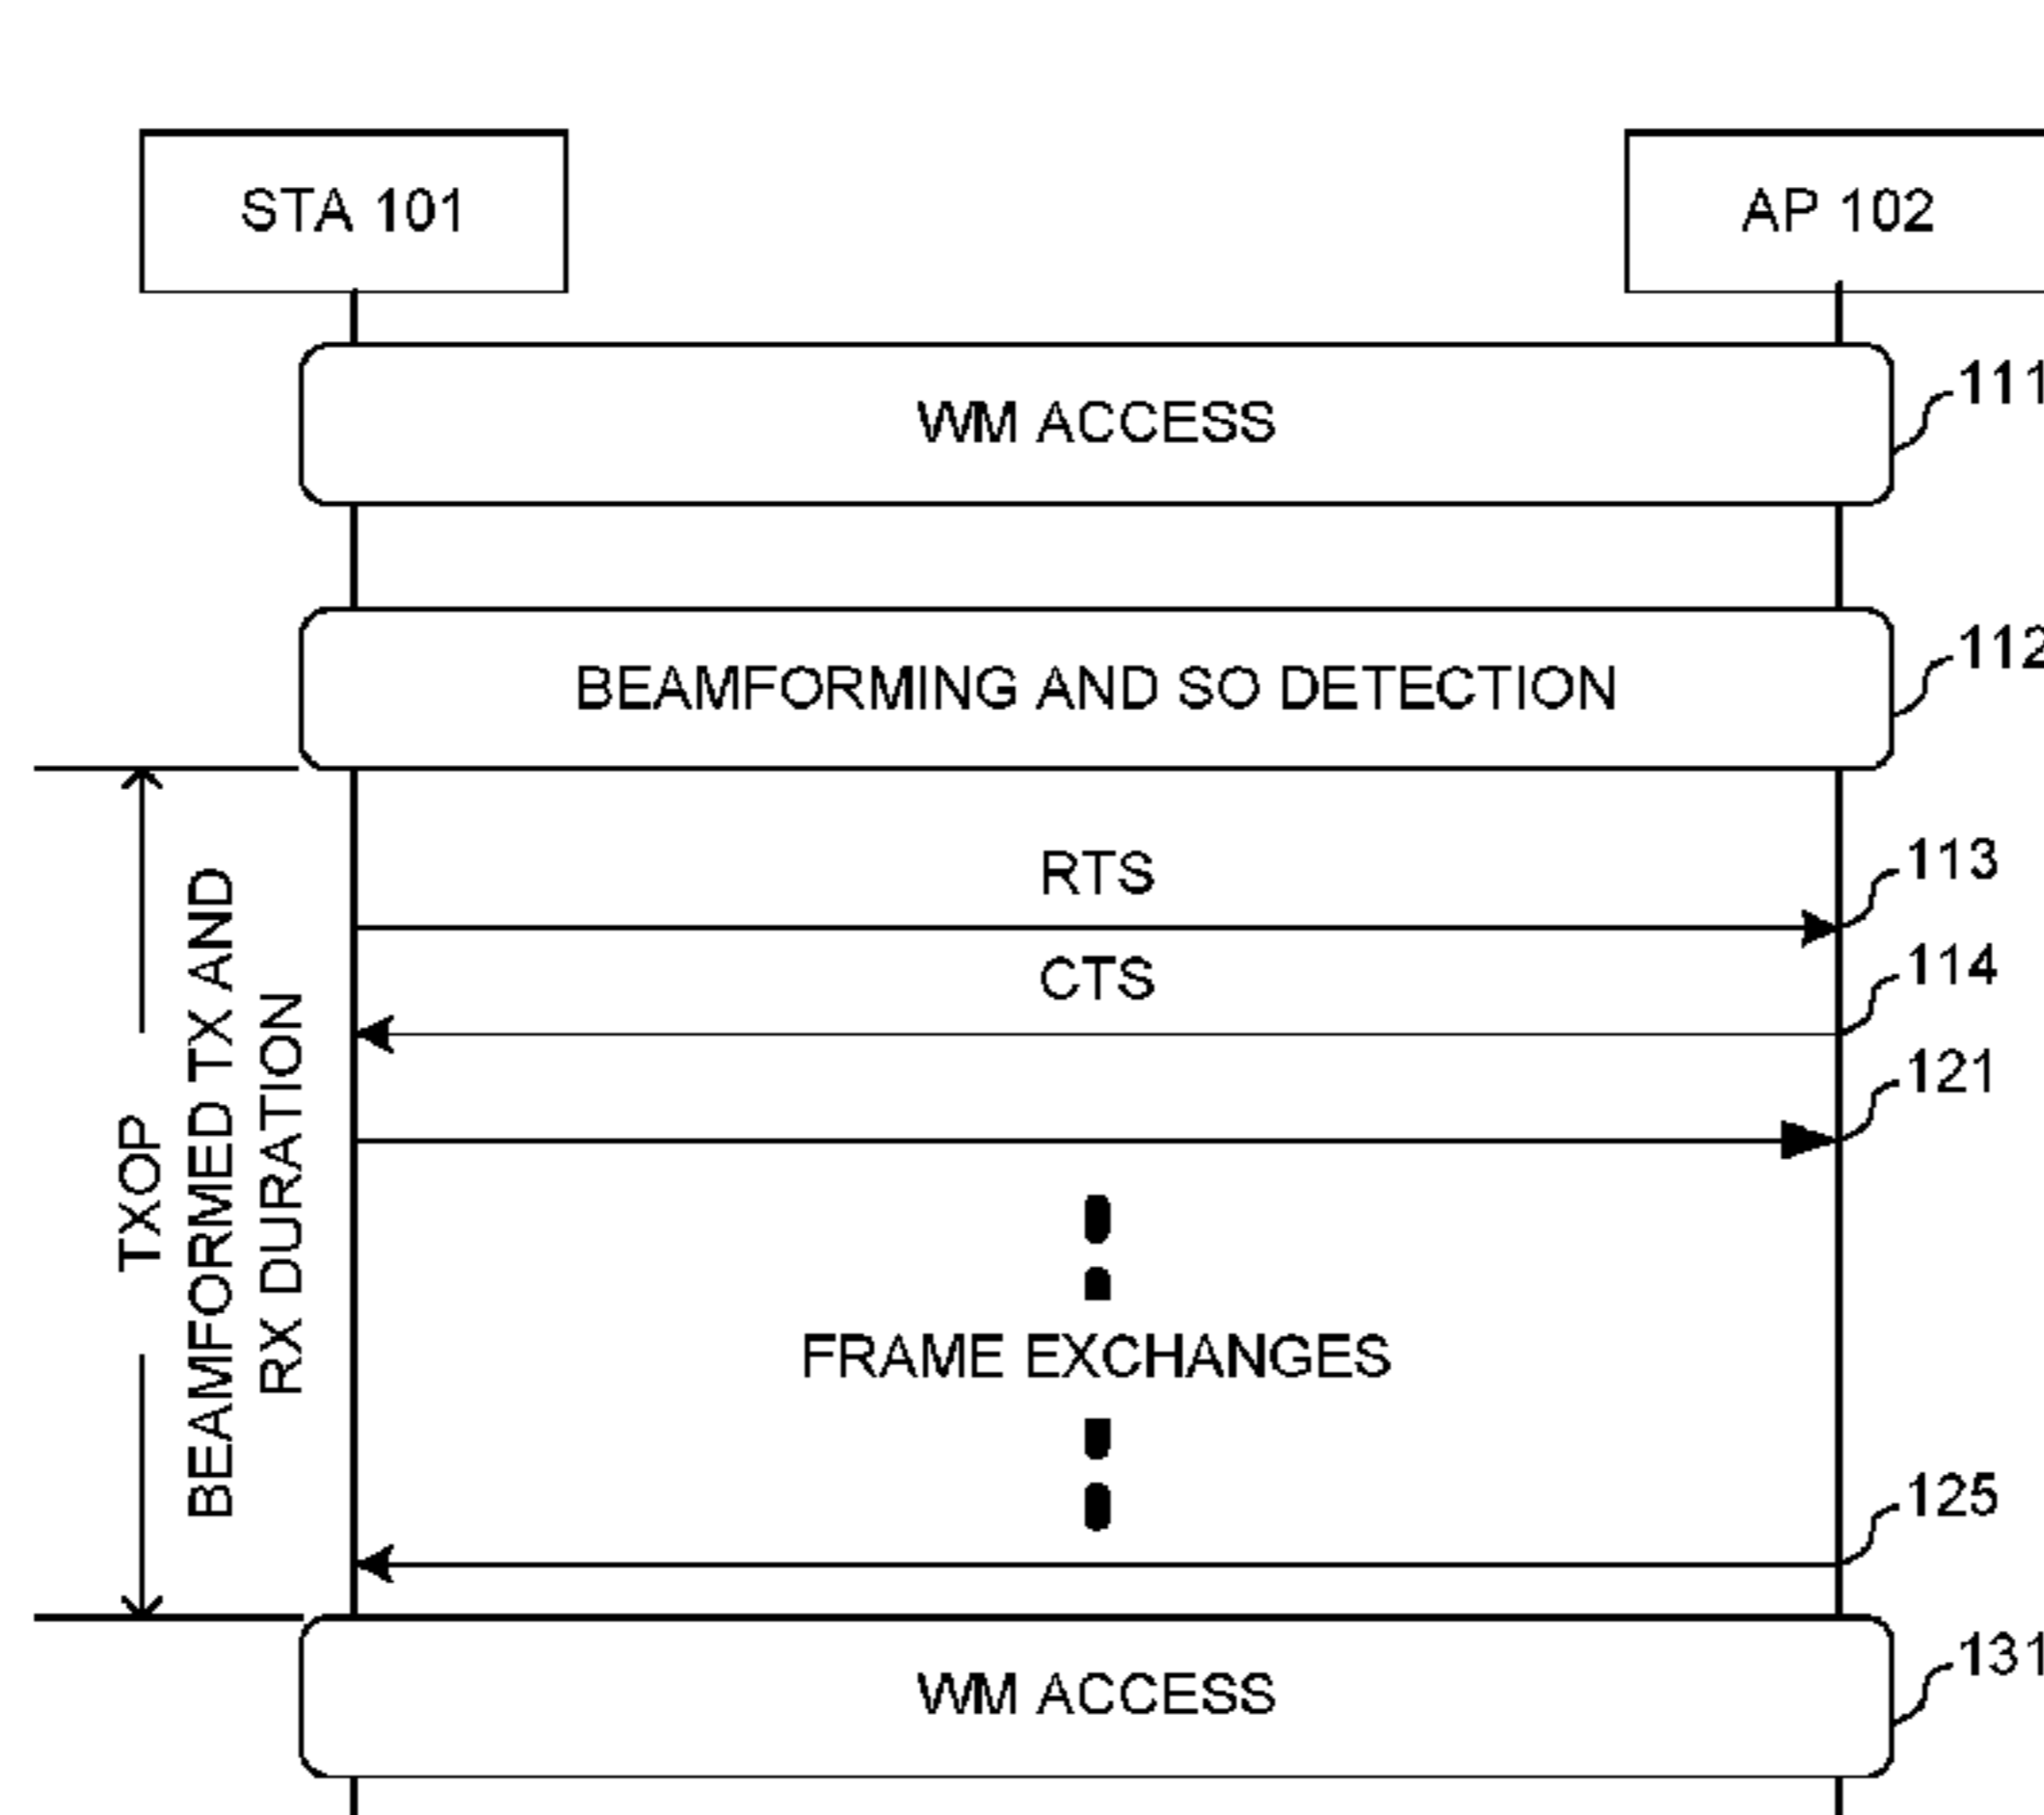 STA 101
AP 102
WM ACCESS
111
BEAMFORMING AND SO DETECTION
112
RTS
113
CTS
114
121
TXOP
BEAMFORMED TX AND
RX DURATION
FRAME EXCHANGES
125
WM ACCESS
131